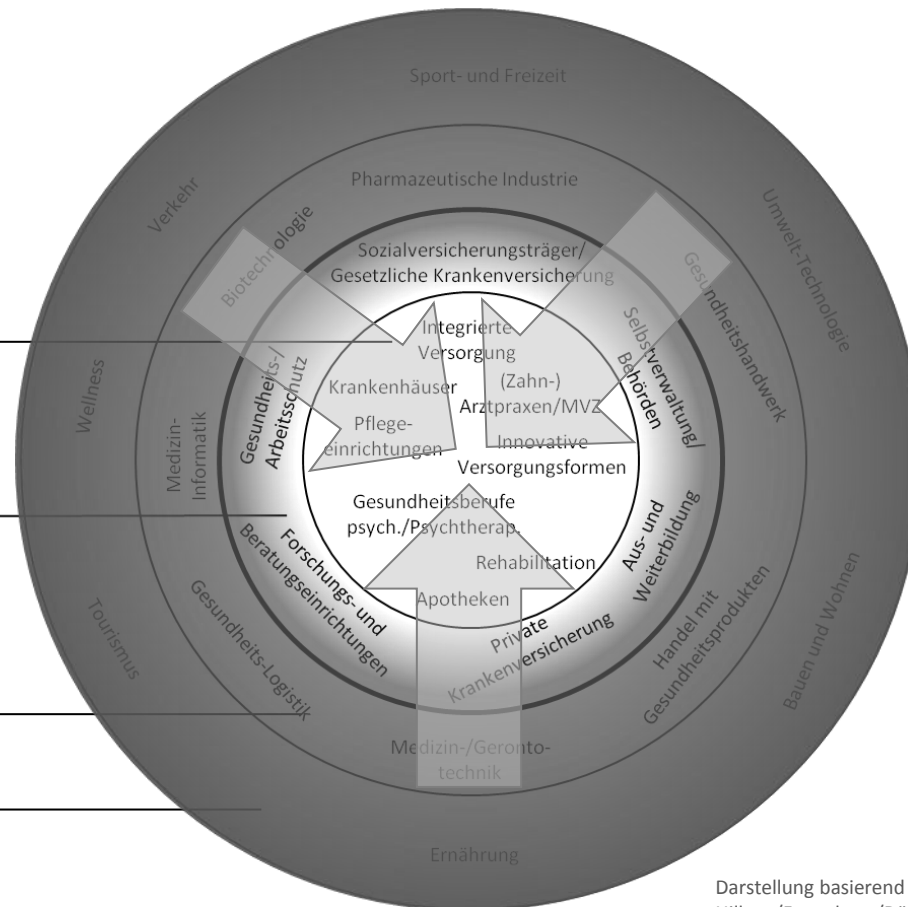 Sport- und Freizeit
Verkehr
Umwelt-Technologie
Pharmazeutische Industrie
Biotechnologie
Gesundheitshandwerk
Sozialversicherungsträger/
Gesetzliche Krankenversicherung
Selbstverwaltung/
Behörden
Integrierte
Versorgung
Krankenhäuser
(Zahn-)
Arztpraxen/MVZ
Gesundheits-/
Arbeitsschutz
Wellness
Medizin-
Informatik
Pflege-
einrichtungen
Innovative
Versorgungsformen
Gesundheitsberufe
psych./Psychtherap.
Aus- und
Weiterbildung
Forschungs- und
Beratungseinrichtungen
Rehabilitation
Apotheken
Private
Krankenversicherung
Handel mit
Gesundheitsprodukten
Bauen und Wohnen
Tourismus
Gesundheits-Logistik
Medizin-/Geronto-
technik
Ernährung
Darstellung basierend